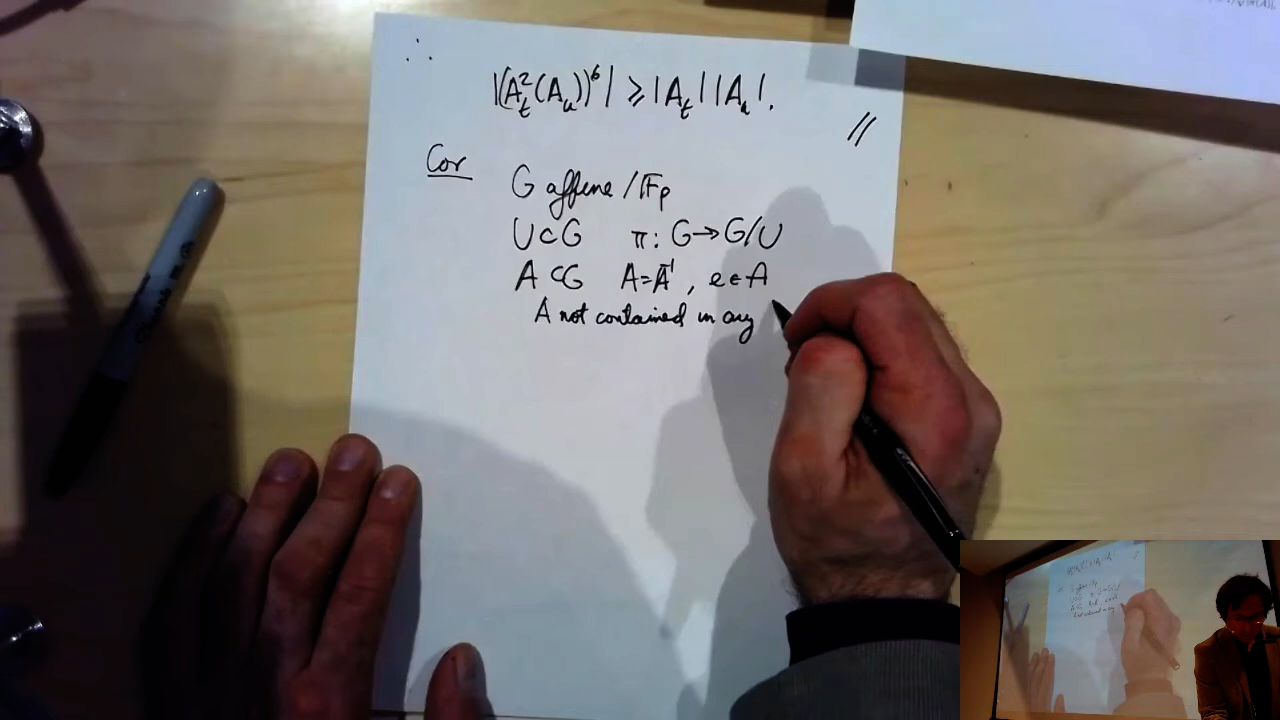 ∴
|(A_t^2(A_u))^6| ⩾ |A_t||A_u|.
//
Cor G affine / 𝔽_p
U ⊂ G π: G → G/U
A ⊂ G A = A^{-1}, e ∈ A
A not contained in any